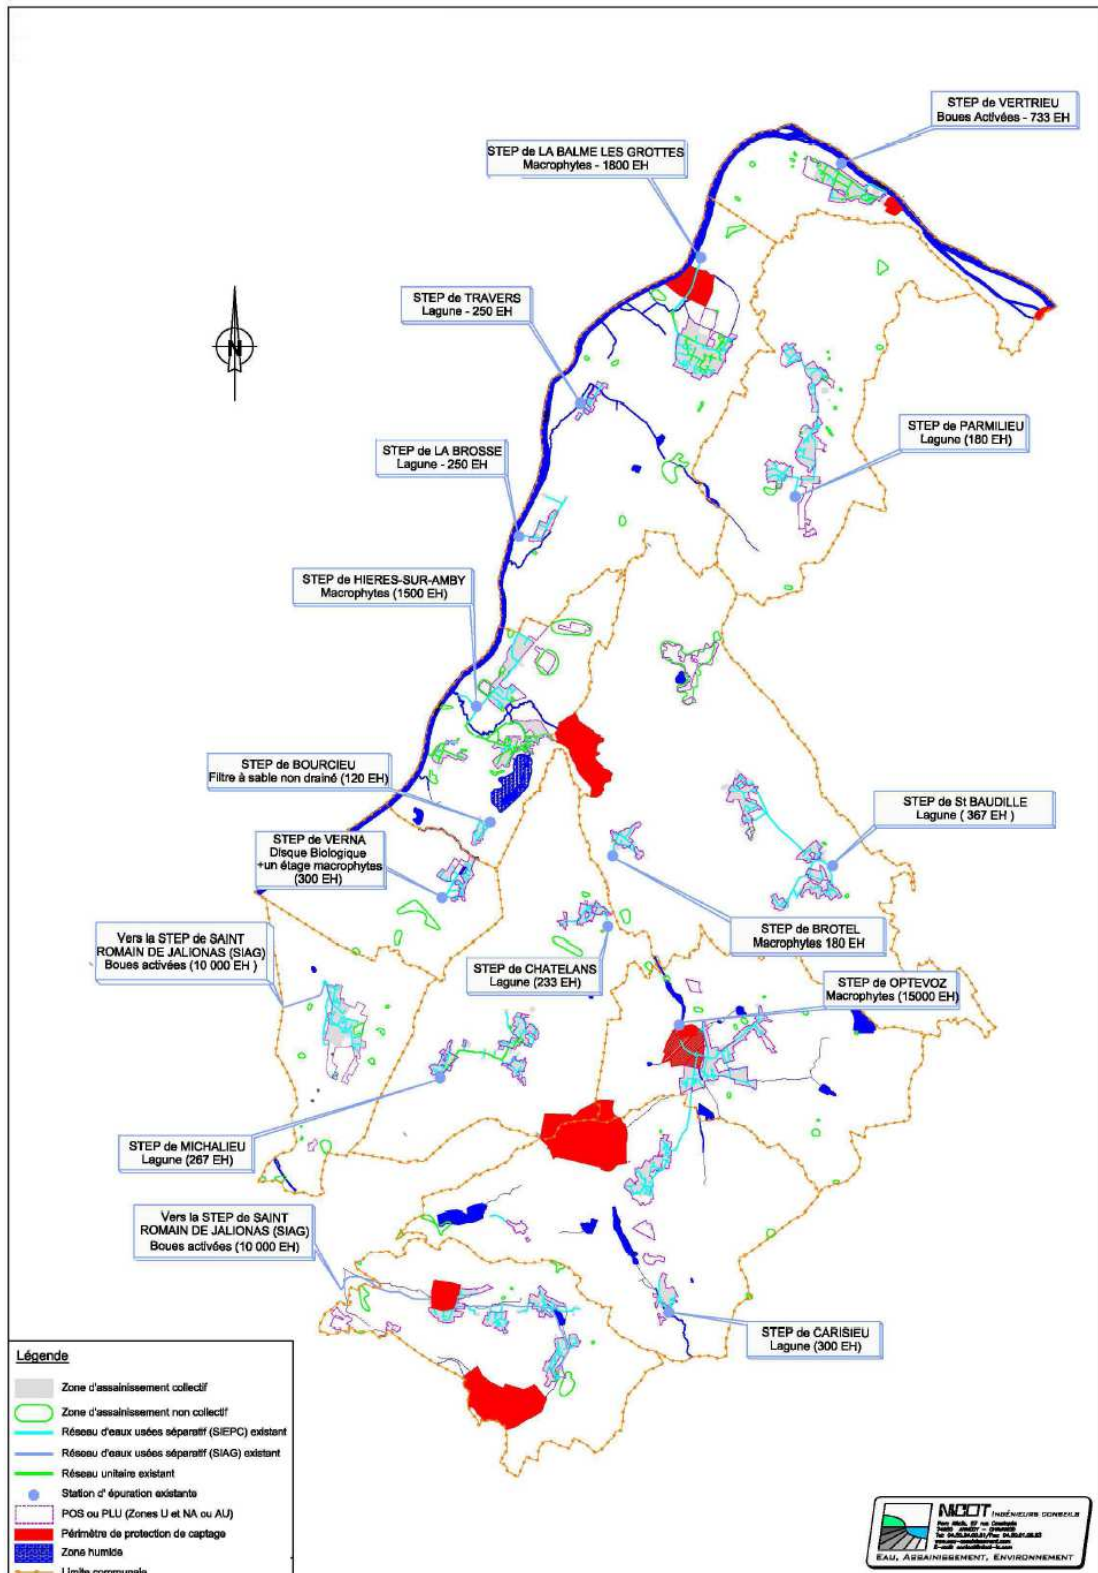 STEP de VERTRIEU
Boues Activées - 733 EH
STEP de LA BALME LES GROTTES
Macrophytes - 1800 EH
STEP de TRAVERS
Lagune - 250 EH
N
STEP de PARMILIEU
Lagune (180 EH)
STEP de LA BROSSE
Lagune - 250 EH
STEP de HIERES-SUR-AMBY
Macrophytes (1500 EH)
STEP de BOURCIEU
Filtre à sable non drainé (120 EH)
STEP de St BAUDILLE
Lagune ( 367 EH )
STEP de VERNA
Disque Biologique
+un étage macrophytes
(300 EH)
STEP de BROTEL
Macrophytes 180 EH
Vers la STEP de SAINT
ROMAIN DE JALIONAS (SIAG)
Boues activées (10 000 EH )
STEP de CHATELANS
Lagune (233 EH)
STEP de OPTEVOZ
Macrophytes (15000 EH)
STEP de MICHALIEU
Lagune (267 EH)
Vers la STEP de SAINT
ROMAIN DE JALIONAS (SIAG)
Boues activées (10 000 EH)
STEP de CARISIEU
Lagune (300 EH)
Légende
Zone d'assainissement collectif
Zone d'assainissement non collectif
Réseau d'eaux usées séparatif (SIEPC) existant
Réseau d'eaux usées séparatif (SIAG) existant
Réseau unitaire existant
Station d' épuration existante
POS ou PLU (Zones U et NA ou AU)
Périmètre de protection de captage
Zone humide
Limite communale
NICOT INGÉNIEURS CONSEILS
EAU, ASSAINISSEMENT, ENVIRONNEMENT